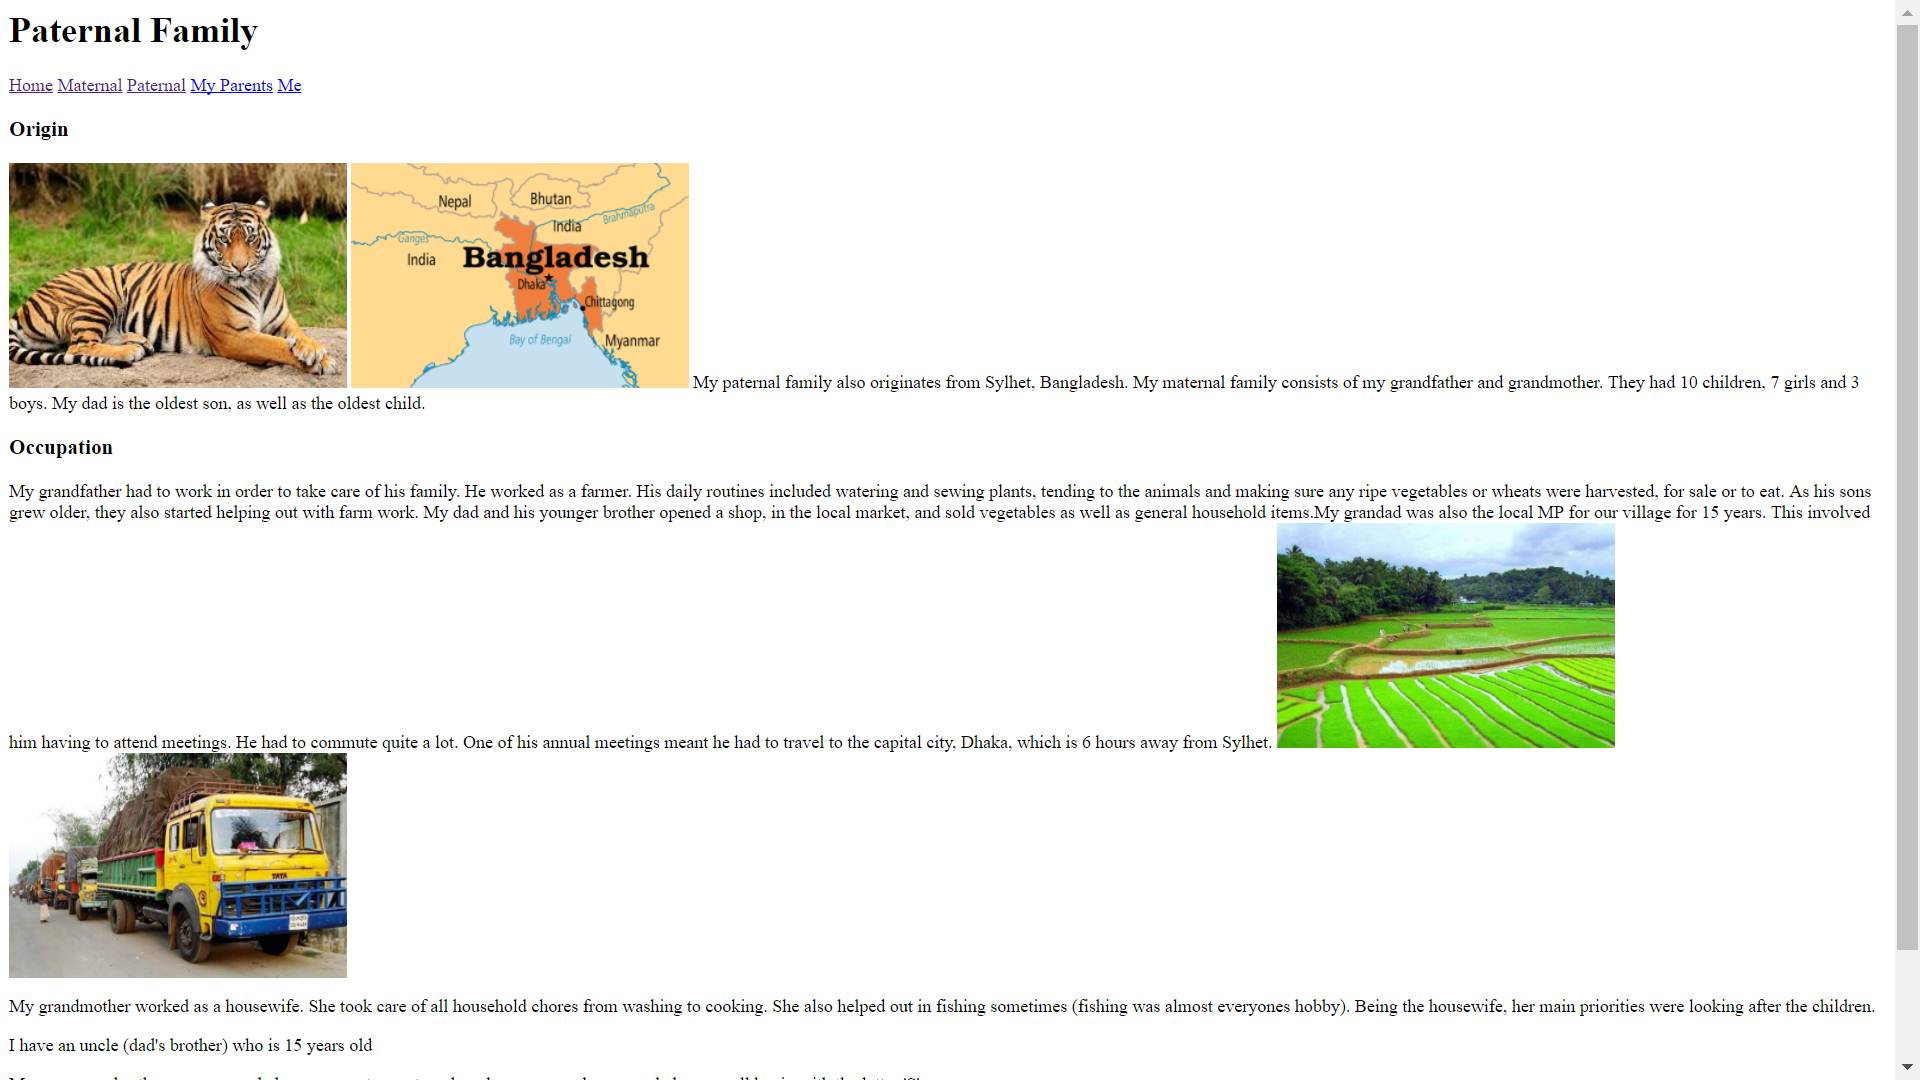 Paternal Family
Home Maternal Paternal My Parents Me
Origin
Nepal
Bhutan
India
Brahmaputra
Ganges
India
Bangladesh
Dhaka
Chittagong
Bay of Bengal
Myanmar
My paternal family also originates from Sylhet, Bangladesh. My maternal family consists of my grandfather and grandmother. They had 10 children, 7 girls and 3
boys. My dad is the oldest son, as well as the oldest child.
Occupation
My grandfather had to work in order to take care of his family. He worked as a farmer. His daily routines included watering and sewing plants, tending to the animals and making sure any ripe vegetables or wheats were harvested, for sale or to eat. As his sons
grew older, they also started helping out with farm work. My dad and his younger brother opened a shop, in the local market, and sold vegetables as well as general household items.My grandad was also the local MP for our village for 15 years. This involved
him having to attend meetings. He had to commute quite a lot. One of his annual meetings meant he had to travel to the capital city, Dhaka, which is 6 hours away from Sylhet.
TATA
My grandmother worked as a housewife. She took care of all household chores from washing to cooking. She also helped out in fishing sometimes (fishing was almost everyones hobby). Being the housewife, her main priorities were looking after the children.
I have an uncle (dad's brother) who is 15 years old